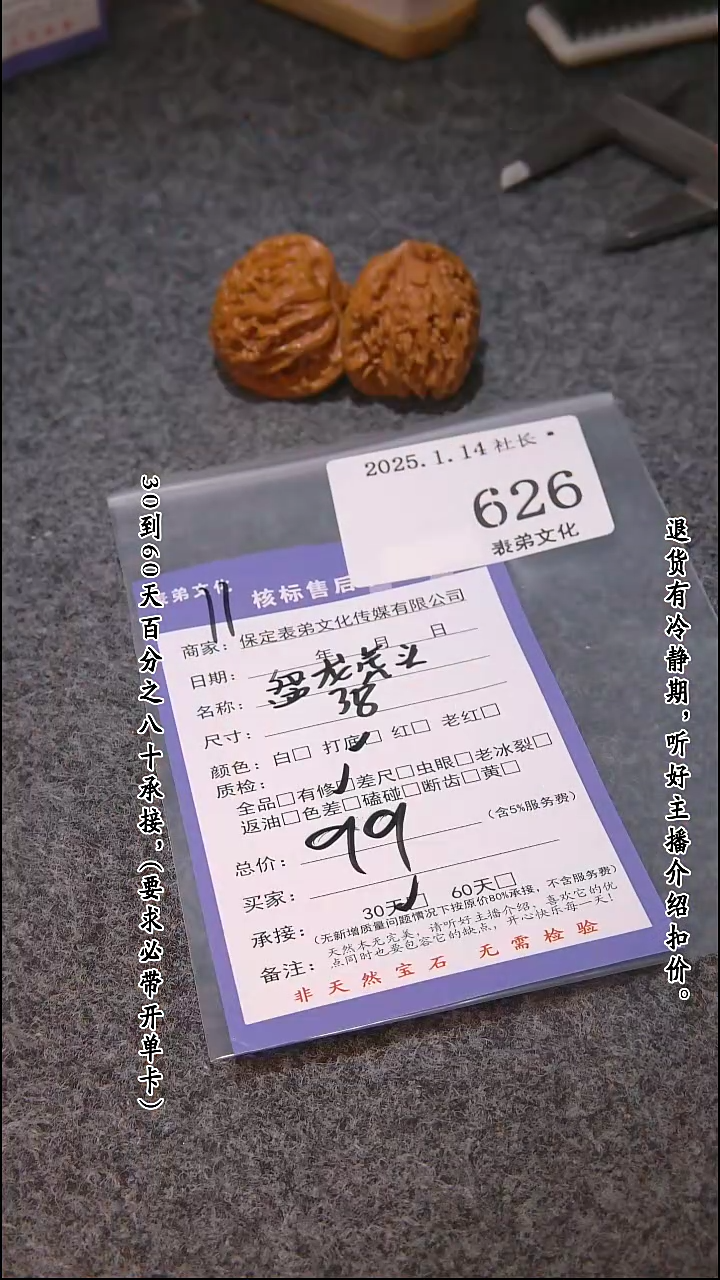 2025.1.14 社长
626
表弟文化
表弟文化
核标售后
11
商家：保定表弟文化传媒有限公司
日期： 年 月 日
名称： 盘龙虎头
尺寸： 38
颜色：白□ 打底□ 红□ 老红□
质检：
全品□有修□差尺□虫眼□老冰裂□
返油□色差□磕碰□断齿□黄□
总价： 99 (含5%服务费)
买家：
承接： 30天□ 60天□
(无新增质量问题情况下按原价80%承接，不含服务费)
备注： 天然木无完美，请听好主播介绍，喜欢它的优
点同时也要包容它的缺点，开心快乐每一天！
非天然宝石 无需检验
30到60天百分之八十承接，(要求必带开单卡)
退货有冷静期，听好主播介绍扣价。